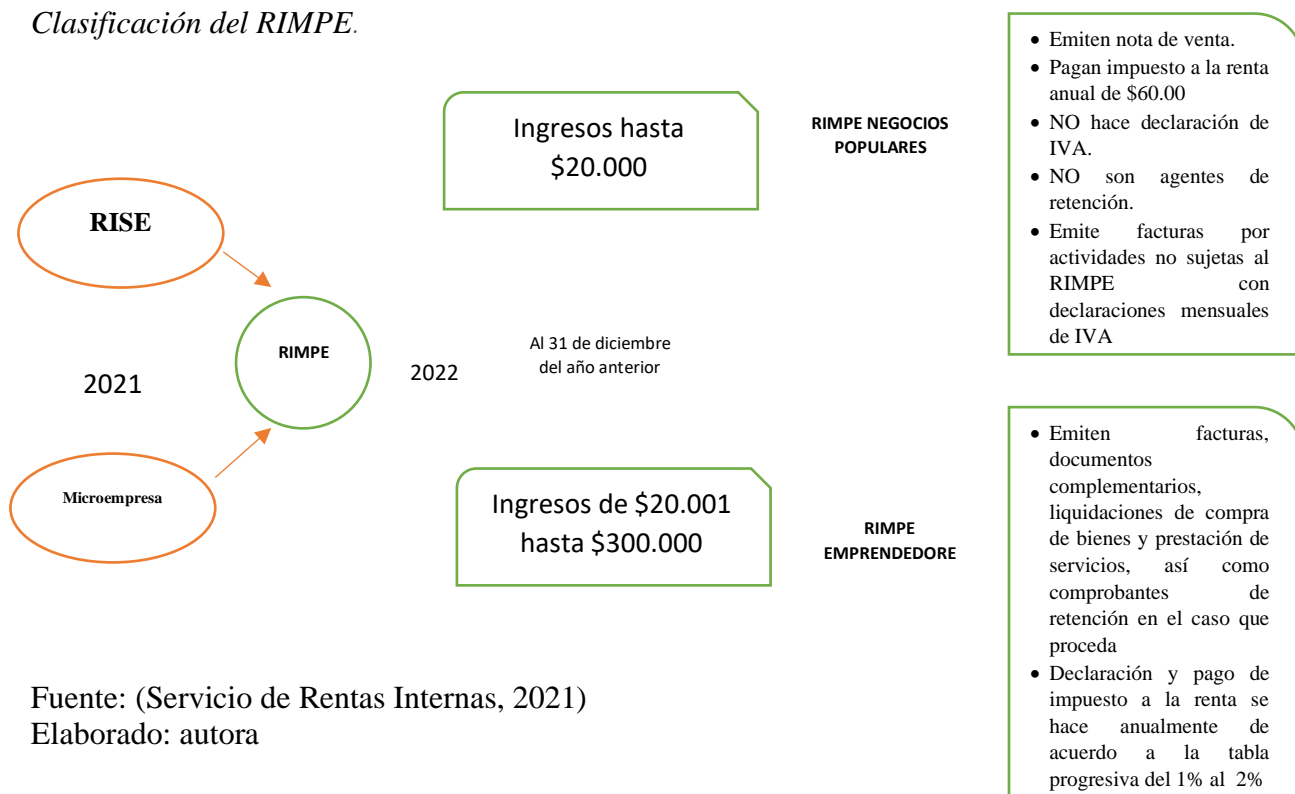 Clasificación del RIMPE.
RISE
2021
Microempresa
RIMPE
2022
Ingresos hasta
$20.000
Al 31 de diciembre
del año anterior
Ingresos de $20.001
hasta $300.000
RIMPE NEGOCIOS
POPULARES
RIMPE
EMPRENDEDORE
• Emiten nota de venta.
• Pagan impuesto a la renta
anual de $60.00
• NO hace declaración de
IVA.
• NO son agentes de
retención.
• Emite facturas por
actividades no sujetas al
RIMPE con
declaraciones mensuales
de IVA
• Emiten facturas,
documentos
complementarios,
liquidaciones de compra
de bienes y prestación de
servicios, así como
comprobantes de
retención en el caso que
proceda
• Declaración y pago de
impuesto a la renta se
hace anualmente de
acuerdo a la tabla
progresiva del 1% al 2%
Fuente: (Servicio de Rentas Internas, 2021)
Elaborado: autora